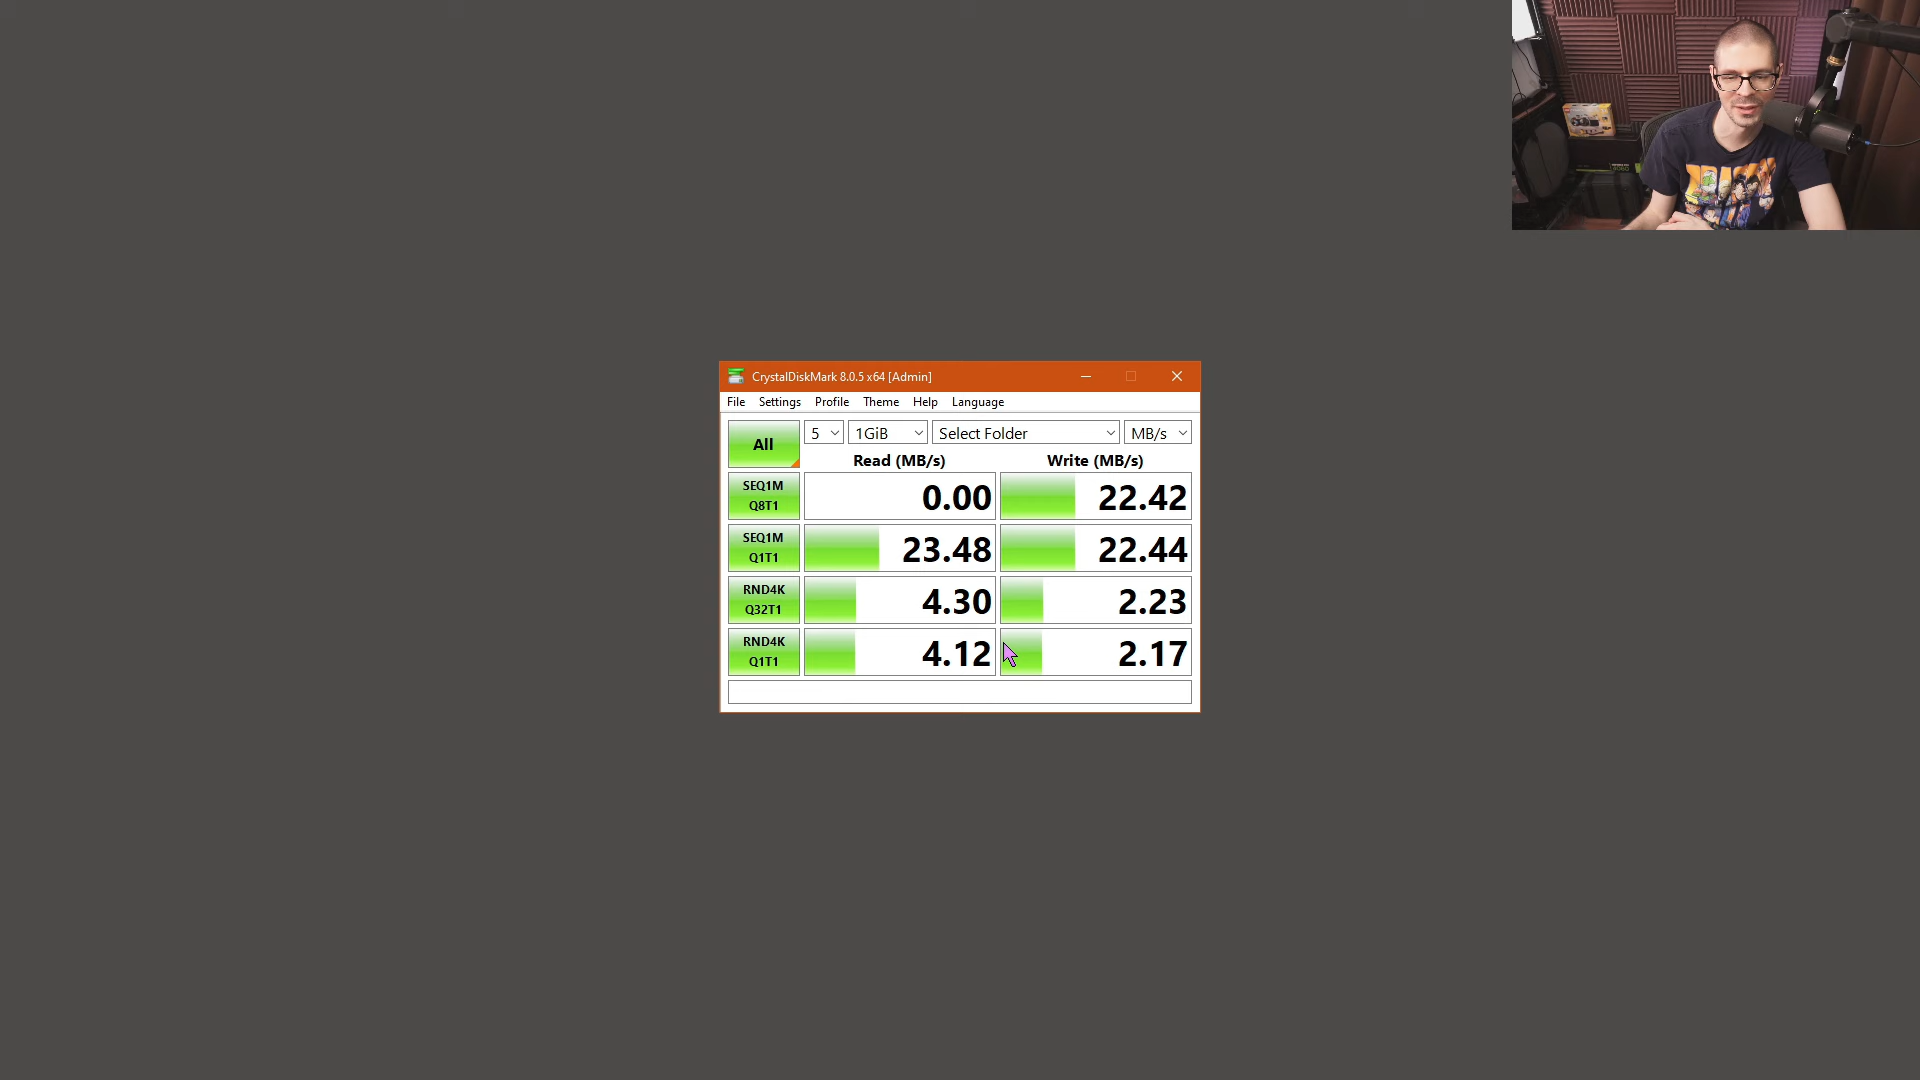 CrystalDiskMark 8.0.5 x64 [Admin]
File Settings Profile Theme Help Language
All 5 1GiB Select Folder MB/s
Read (MB/s) Write (MB/s)
SEQ1M
Q8T1
0.00 22.42
SEQ1M
Q1T1
23.48 22.44
RND4K
Q32T1
4.30 2.23
RND4K
Q1T1
4.12 2.17